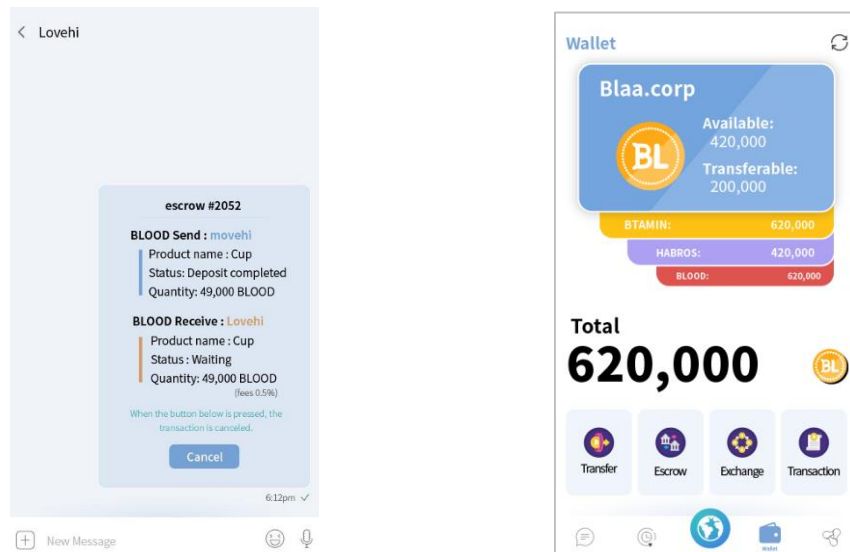 Lovehi
escrow #2052
BLOOD Send : movehi
Product name : Cup
Status: Deposit completed
Quantity: 49,000 BLOOD
BLOOD Receive : Lovehi
Product name : Cup
Status : Waiting
Quantity: 49,000 BLOOD
(fees 0.5%)
When the button below is pressed, the
transaction is canceled.
Cancel
6:12pm
New Message
Wallet
Blaa.corp
BL
Available:
420,000
Transferable:
200,000
BTAMIN: 620,000
HABROS: 420,000
BLOOD: 620,000
Total
620,000
BL
Transfer
Escrow
Exchange
Transaction
Wallet